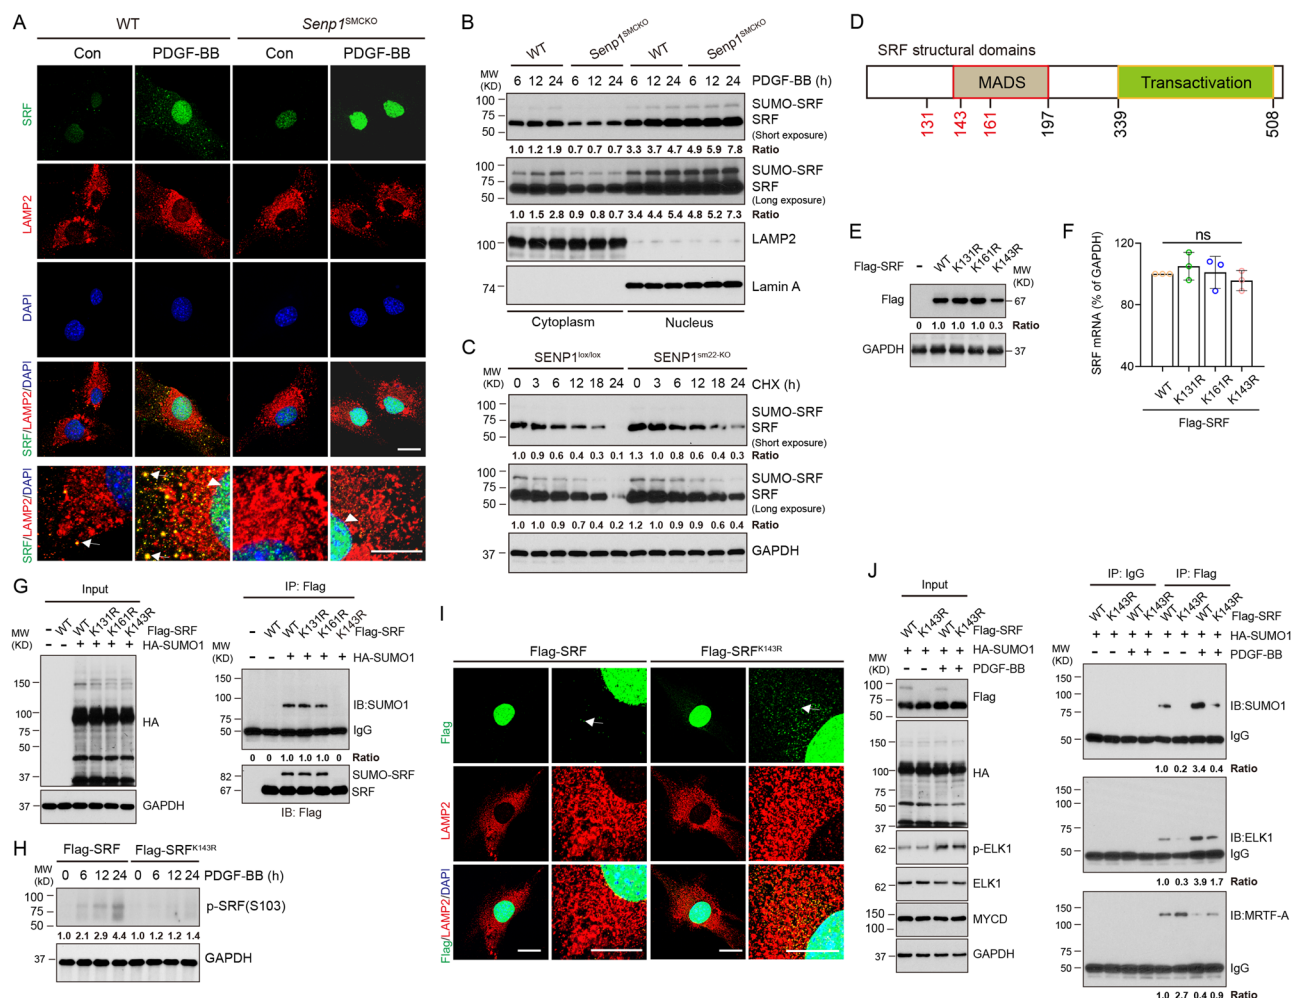 A
WT
Senp1SMCKO
Con
PDGF-BB
Con
PDGF-BB
SRF
LAMP2
DAPI
SRF/LAMP2/DAPI
SRF/LAMP2/DAPI
B
WT
Senp1SMCKO
WT
Senp1SMCKO
MW
(KD)
6 12 24 6 12 24 6 12 24 6 12 24 PDGF-BB (h)
100
75
50
SUMO-SRF
SRF
(Short exposure)
1.0 1.2 1.9 0.7 0.7 0.7 3.3 3.7 4.7 4.9 5.9 7.8 Ratio
100
75
50
SUMO-SRF
SRF
(Long exposure)
1.0 1.5 2.8 0.9 0.8 0.7 3.4 4.4 5.4 4.8 5.2 7.3 Ratio
100
LAMP2
74
Lamin A
Cytoplasm
Nucleus
C
SENP1lox/lox
SENP1sm22-KO
MW
(KD)
0 3 6 12 18 24 0 3 6 12 18 24 CHX (h)
100
75
50
SUMO-SRF
SRF
(Short exposure)
1.0 0.9 0.6 0.4 0.3 0.1 1.3 1.0 0.8 0.6 0.4 0.3 Ratio
100
75
50
SUMO-SRF
SRF
(Long exposure)
1.0 1.0 0.9 0.7 0.4 0.2 1.2 1.0 0.9 0.9 0.6 0.4 Ratio
37
GAPDH
D
SRF structural domains
MADS
Transactivation
131
143
161
197
339
508
E
Flag-SRF
- WT K131R K161R K143R
MW
(KD)
Flag
67
0 1.0 1.0 1.0 0.3 Ratio
GAPDH
37
F
ns
SRF mRNA (% of GAPDH)
120
80
40
WT
K131R
K161R
K143R
Flag-SRF
G
Input
- WT WT K131R K161R K143R Flag-SRF
- - + + + + HA-SUMO1
MW
(KD)
150
100
75
50
37
HA
37
GAPDH
IP: Flag
- WT WT K131R K161R K143R Flag-SRF
- - + + + + HA-SUMO1
MW
(KD)
150
100
75
50
IB:SUMO1
IgG
0 0 1.0 1.0 1.0 0
Ratio
82
67
SUMO-SRF
SRF
IB: Flag
H
Flag-SRF
Flag-SRFK143R
MW
(kD)
0 6 12 24 0 6 12 24 PDGF-BB (h)
100
75
50
p-SRF(S103)
1.0 2.1 2.9 4.4 1.0 1.2 1.2 1.4
37
GAPDH
I
Flag-SRF
Flag-SRFK143R
Flag
LAMP2
Flag/LAMP2/DAPI
J
Input
WT K143R WT K143R Flag-SRF
+ + + + HA-SUMO1
- - + + PDGF-BB
MW
(KD)
100
75
50
Flag
150
100
75
50
37
HA
62
p-ELK1
62
ELK1
150
100
MYCD
37
GAPDH
IP: IgG
IP: Flag
WT K143R WT K143R WT K143R WT K143R Flag-SRF
+ + + + + + + + HA-SUMO1
- - + + - - + + PDGF-BB
MW
(KD)
150
100
75
50
IB:SUMO1
IgG
1.0 0.2 3.4 0.4 Ratio
150
100
75
50
IB:ELK1
IgG
1.0 0.3 3.9 1.7 Ratio
150
100
75
50
IB:MRTF-A
IgG
1.0 2.7 0.4 0.9 Ratio